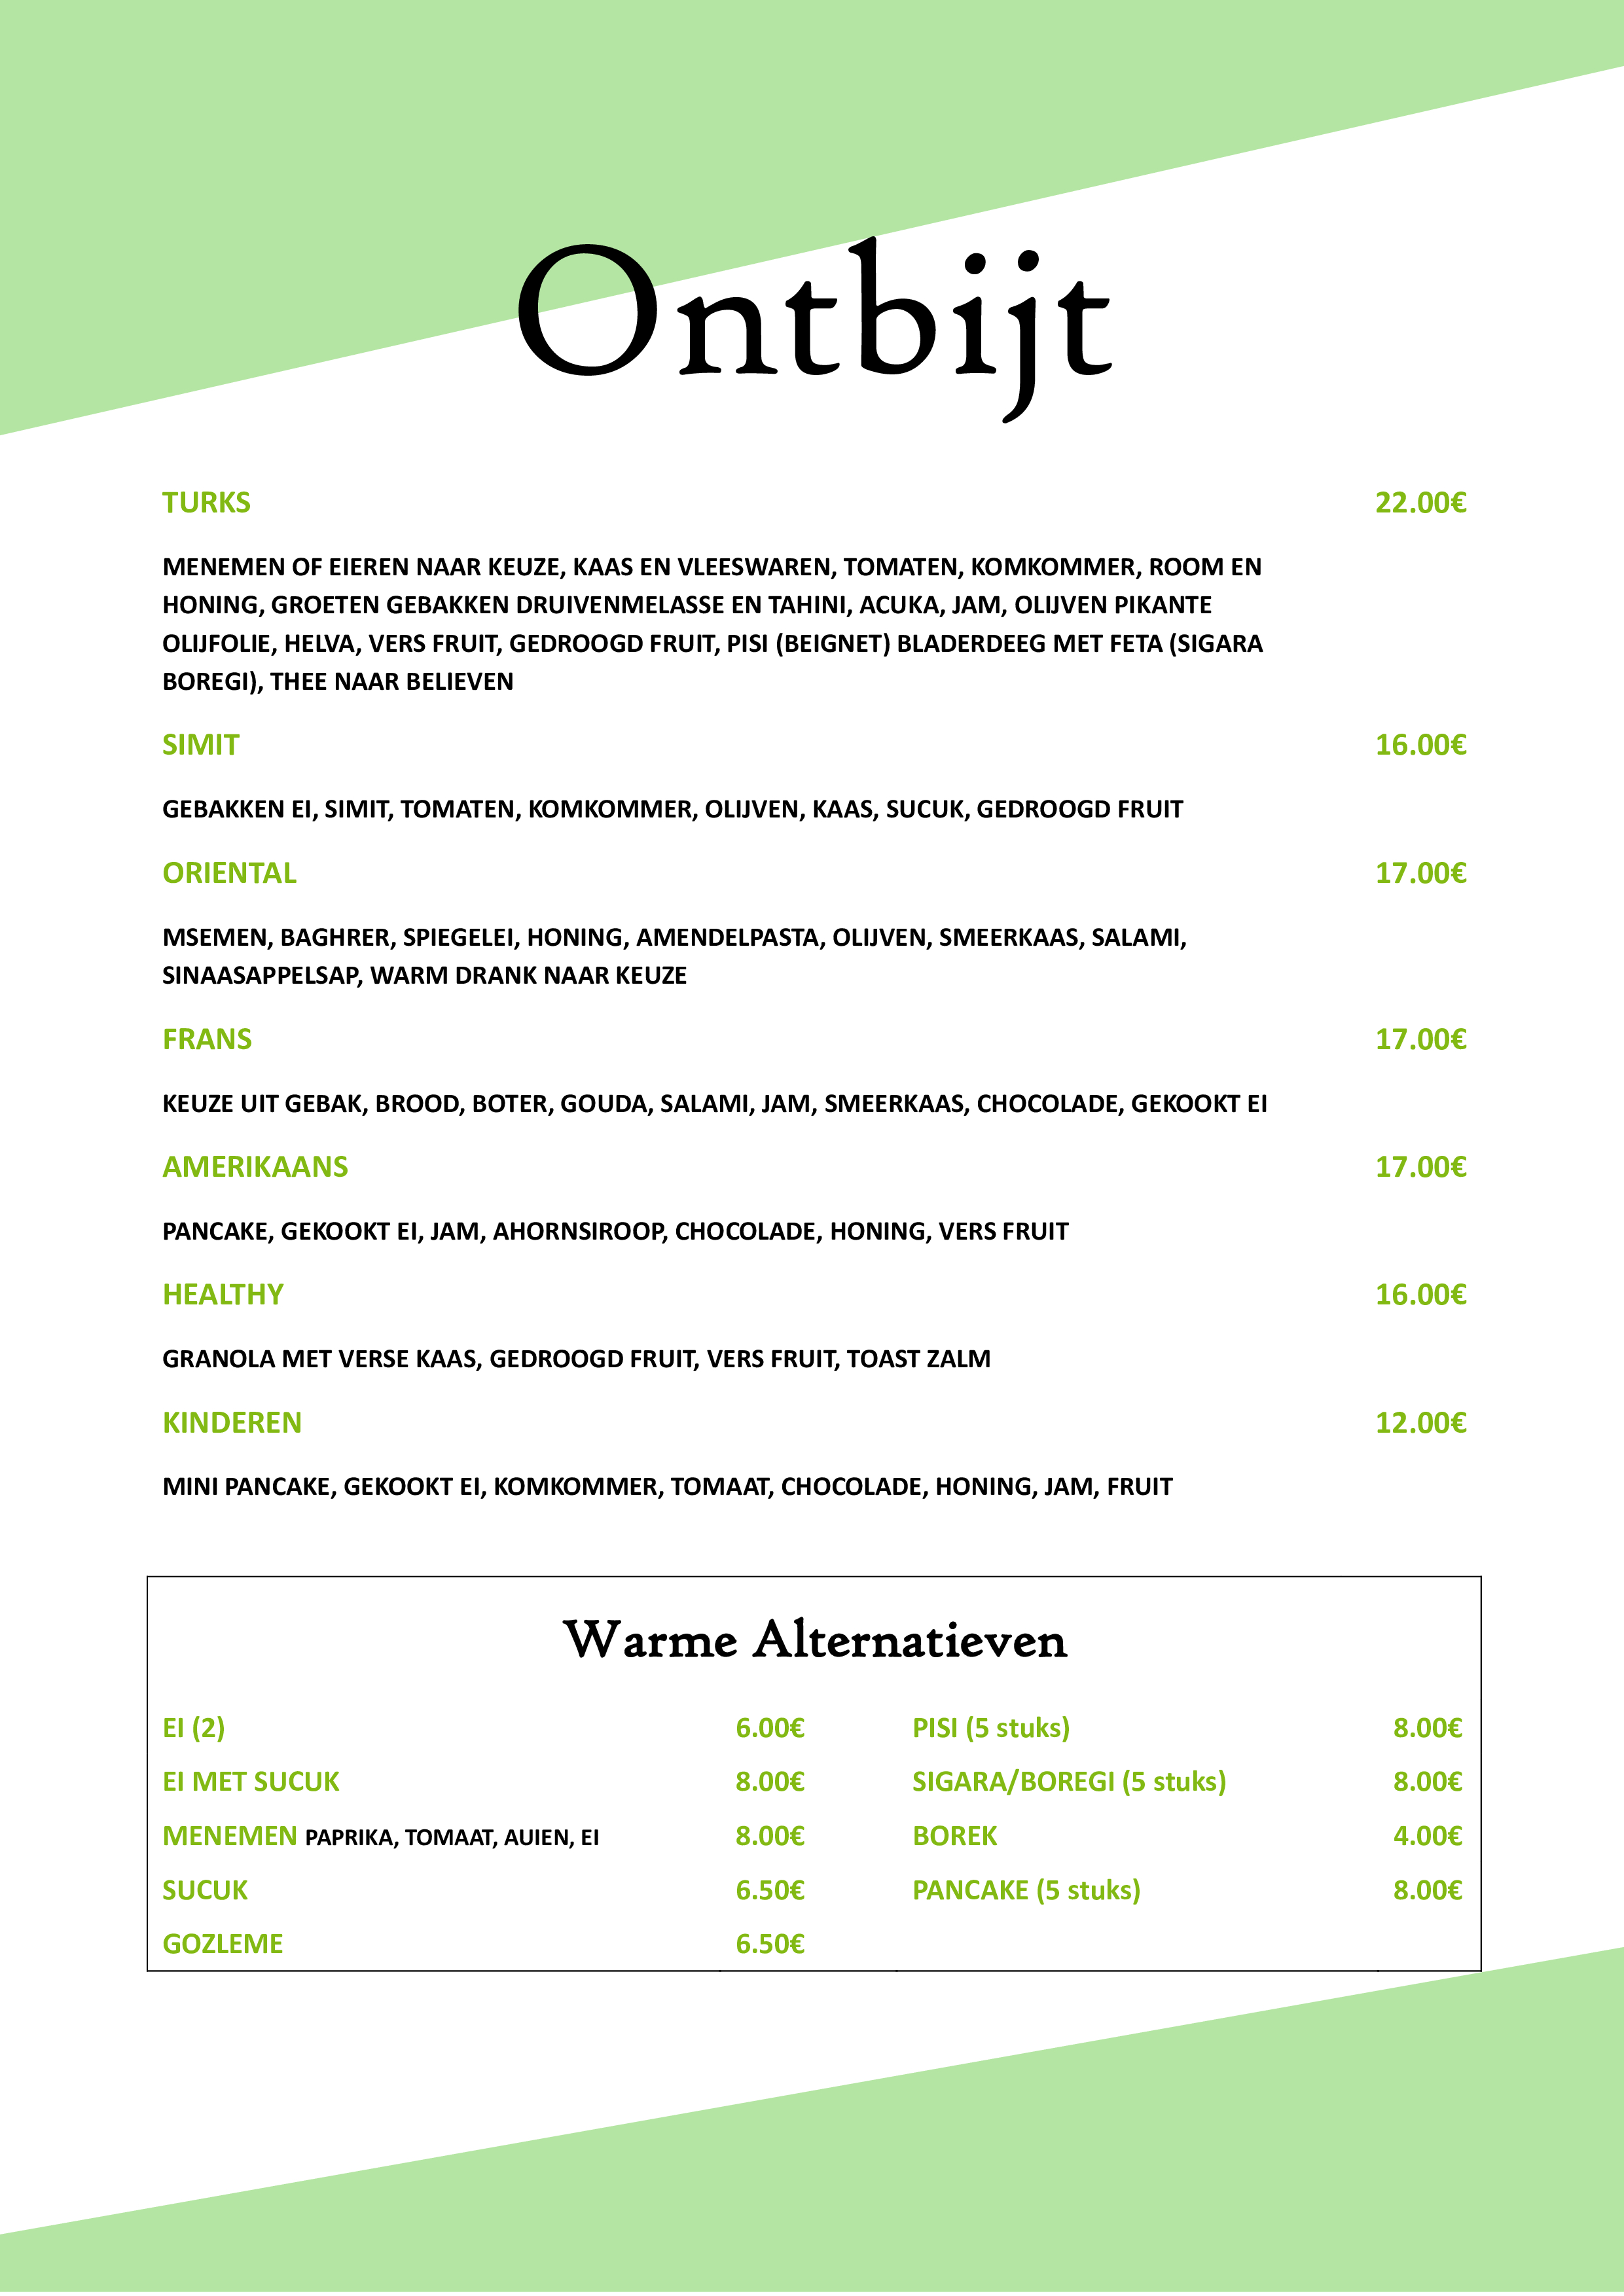 Ontbijt
TURKS 22.00€
MENEMEN OF EIEREN NAAR KEUZE, KAAS EN VLEESWAREN, TOMATEN, KOMKOMMER, ROOM EN
HONING, GROETEN GEBAKKEN DRUIVENMELASSE EN TAHINI, ACUKA, JAM, OLIJVEN PIKANTE
OLIJFOLIE, HELVA, VERS FRUIT, GEDROOGD FRUIT, PISI (BEIGNET) BLADERDEEG MET FETA (SIGARA
BOREGI), THEE NAAR BELIEVEN
SIMIT 16.00€
GEBAKKEN EI, SIMIT, TOMATEN, KOMKOMMER, OLIJVEN, KAAS, SUCUK, GEDROOGD FRUIT
ORIENTAL 17.00€
MSEMEN, BAGHRER, SPIEGELEI, HONING, AMENDELPASTA, OLIJVEN, SMEERKAAS, SALAMI,
SINAASAPPELSAP, WARM DRANK NAAR KEUZE
FRANS 17.00€
KEUZE UIT GEBAK, BROOD, BOTER, GOUDA, SALAMI, JAM, SMEERKAAS, CHOCOLADE, GEKOOKT EI
AMERIKAANS 17.00€
PANCAKE, GEKOOKT EI, JAM, AHORNSIROOP, CHOCOLADE, HONING, VERS FRUIT
HEALTHY 16.00€
GRANOLA MET VERSE KAAS, GEDROOGD FRUIT, VERS FRUIT, TOAST ZALM
KINDEREN 12.00€
MINI PANCAKE, GEKOOKT EI, KOMKOMMER, TOMAAT, CHOCOLADE, HONING, JAM, FRUIT
Warme Alternatieven
EI (2) 6.00€ PISI (5 stuks) 8.00€
EI MET SUCUK 8.00€ SIGARA/BOREGI (5 stuks) 8.00€
MENEMEN PAPRIKA, TOMAAT, AUIEN, EI 8.00€ BOREK 4.00€
SUCUK 6.50€ PANCAKE (5 stuks) 8.00€
GOZLEME 6.50€